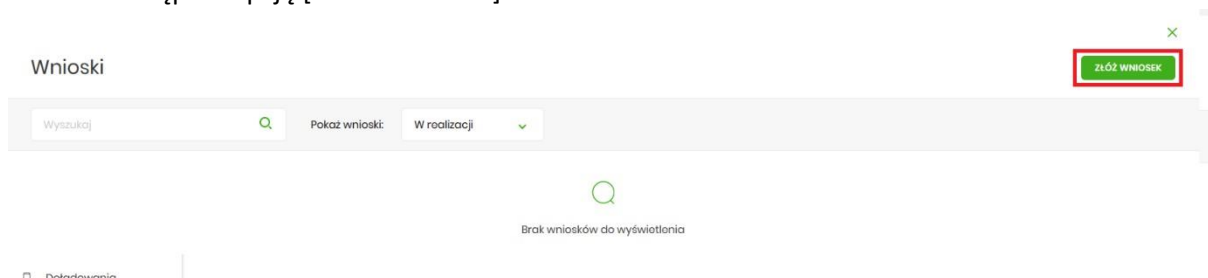 Wnioski
ZŁÓŻ WNIOSEK
Wyszukaj
Pokaż wnioski: W realizacji
Brak wniosków do wyświetlenia
Doładowania